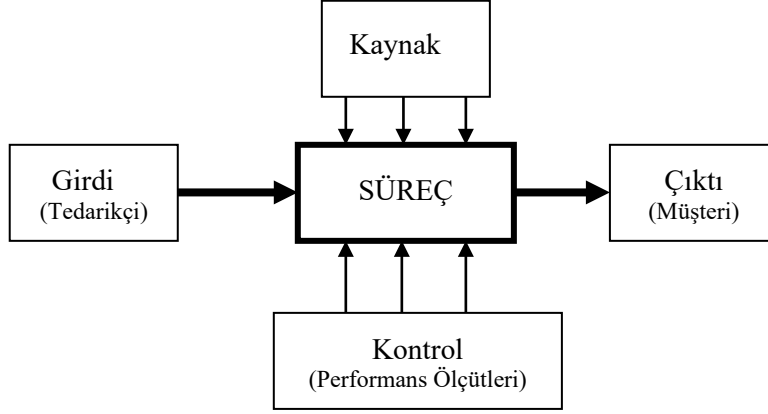 Kaynak
Girdi
(Tedarikçi)
SÜREÇ
Çıktı
(Müşteri)
Kontrol
(Performans Ölçütleri)